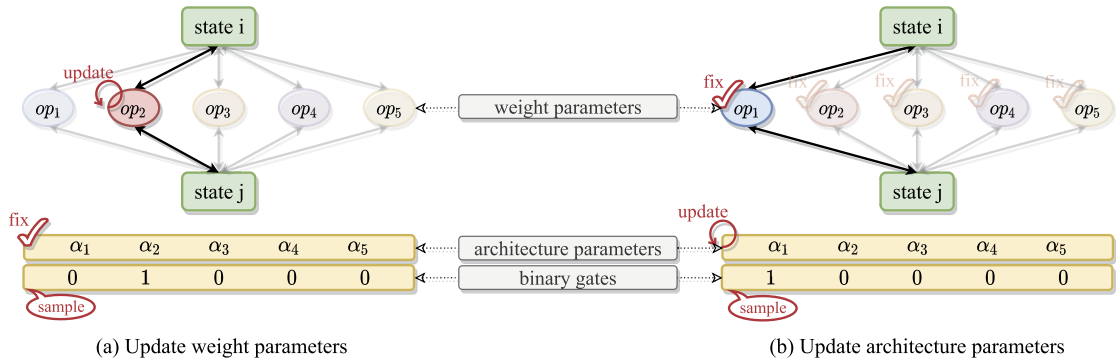 state i
state i
update
fix
fix
fix
fix
fix
op1
op2
op3
op4
op5
weight parameters
op1
op2
op3
op4
op5
state j
state j
fix
update
α1 α2 α3 α4 α5
architecture parameters
α1 α2 α3 α4 α5
0 1 0 0 0
binary gates
1 0 0 0 0
sample
sample
(a) Update weight parameters
(b) Update architecture parameters